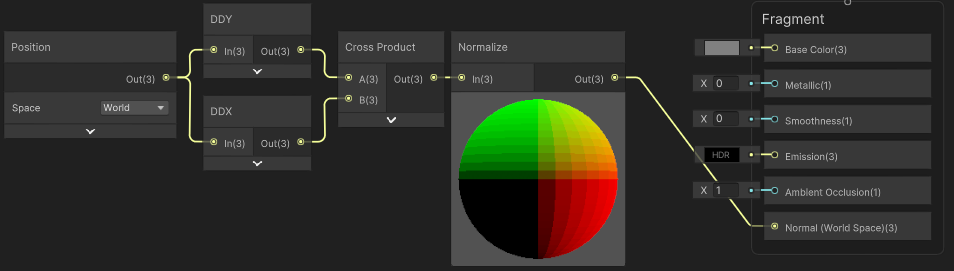 Position
Out(3)
Space
World
DDY
In(3)
Out(3)
DDX
In(3)
Out(3)
Cross Product
A(3)
Out(3)
B(3)
Normalize
In(3)
Out(3)
Fragment
Base Color(3)
X 0
Metallic(1)
X 0
Smoothness(1)
HDR
Emission(3)
X 1
Ambient Occlusion(1)
Normal (World Space)(3)